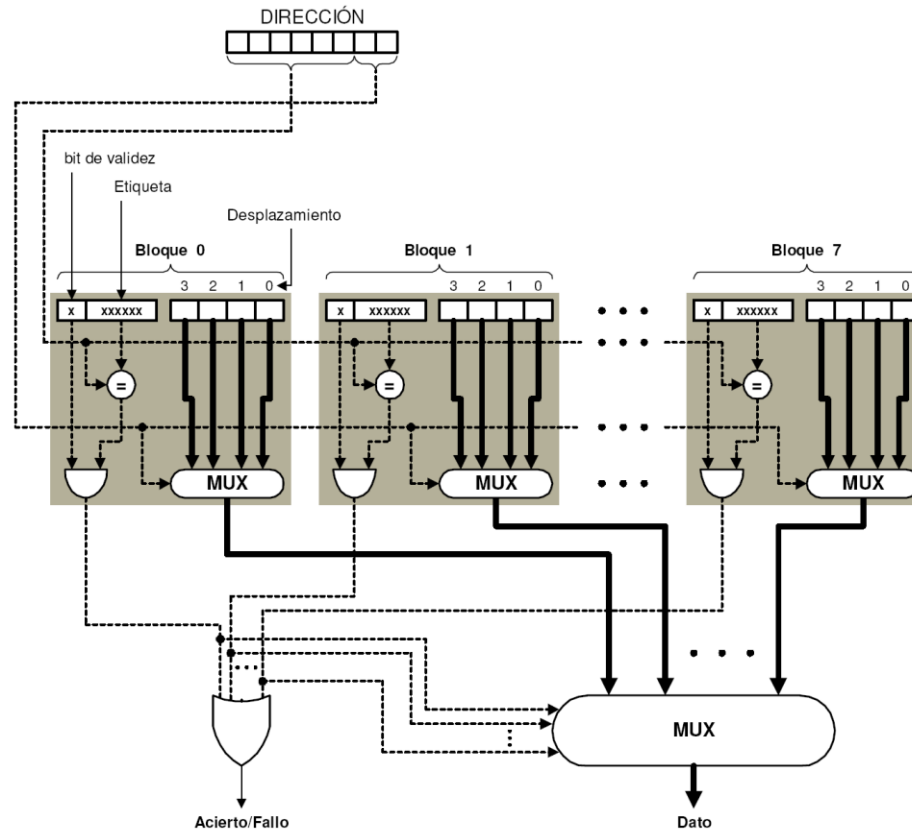 DIRECCIÓN
bit de validez
Etiqueta
Desplazamiento
Bloque 0
Bloque 1
Bloque 7
3 2 1 0
3 2 1 0
3 2 1 0
x xxxxxx
x xxxxxx
x xxxxxx
=
=
=
MUX
MUX
MUX
MUX
Acierto/Fallo
Dato